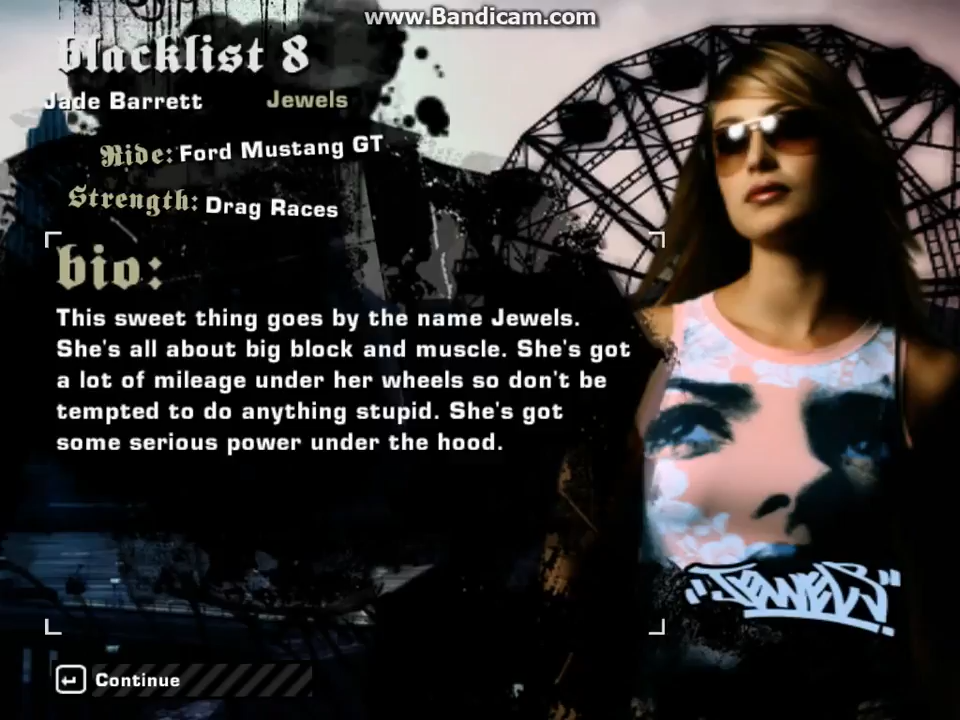 www.Bandicam.com
blacklist 8
Jade Barrett Jewels
Ride: Ford Mustang GT
Strength: Drag Races
bio:
This sweet thing goes by the name Jewels.
She's all about big block and muscle. She's got
a lot of mileage under her wheels so don't be
tempted to do anything stupid. She's got
some serious power under the hood.
"JEWELS"
Continue